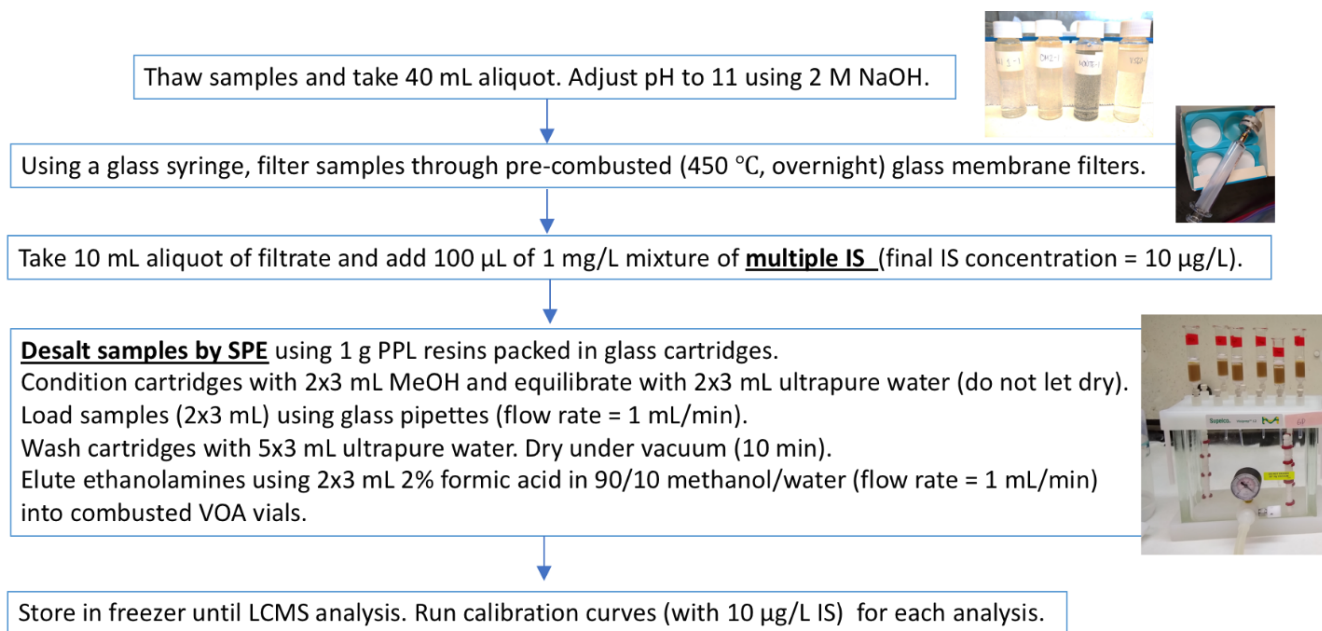 Thaw samples and take 40 mL aliquot. Adjust pH to 11 using 2 M NaOH.
Using a glass syringe, filter samples through pre-combusted (450 °C, overnight) glass membrane filters.
Take 10 mL aliquot of filtrate and add 100 µL of 1 mg/L mixture of multiple IS (final IS concentration = 10 µg/L).
Desalt samples by SPE using 1 g PPL resins packed in glass cartridges.
Condition cartridges with 2x3 mL MeOH and equilibrate with 2x3 mL ultrapure water (do not let dry).
Load samples (2x3 mL) using glass pipettes (flow rate = 1 mL/min).
Wash cartridges with 5x3 mL ultrapure water. Dry under vacuum (10 min).
Elute ethanolamines using 2x3 mL 2% formic acid in 90/10 methanol/water (flow rate = 1 mL/min)
into combusted VOA vials.
Store in freezer until LCMS analysis. Run calibration curves (with 10 µg/L IS) for each analysis.